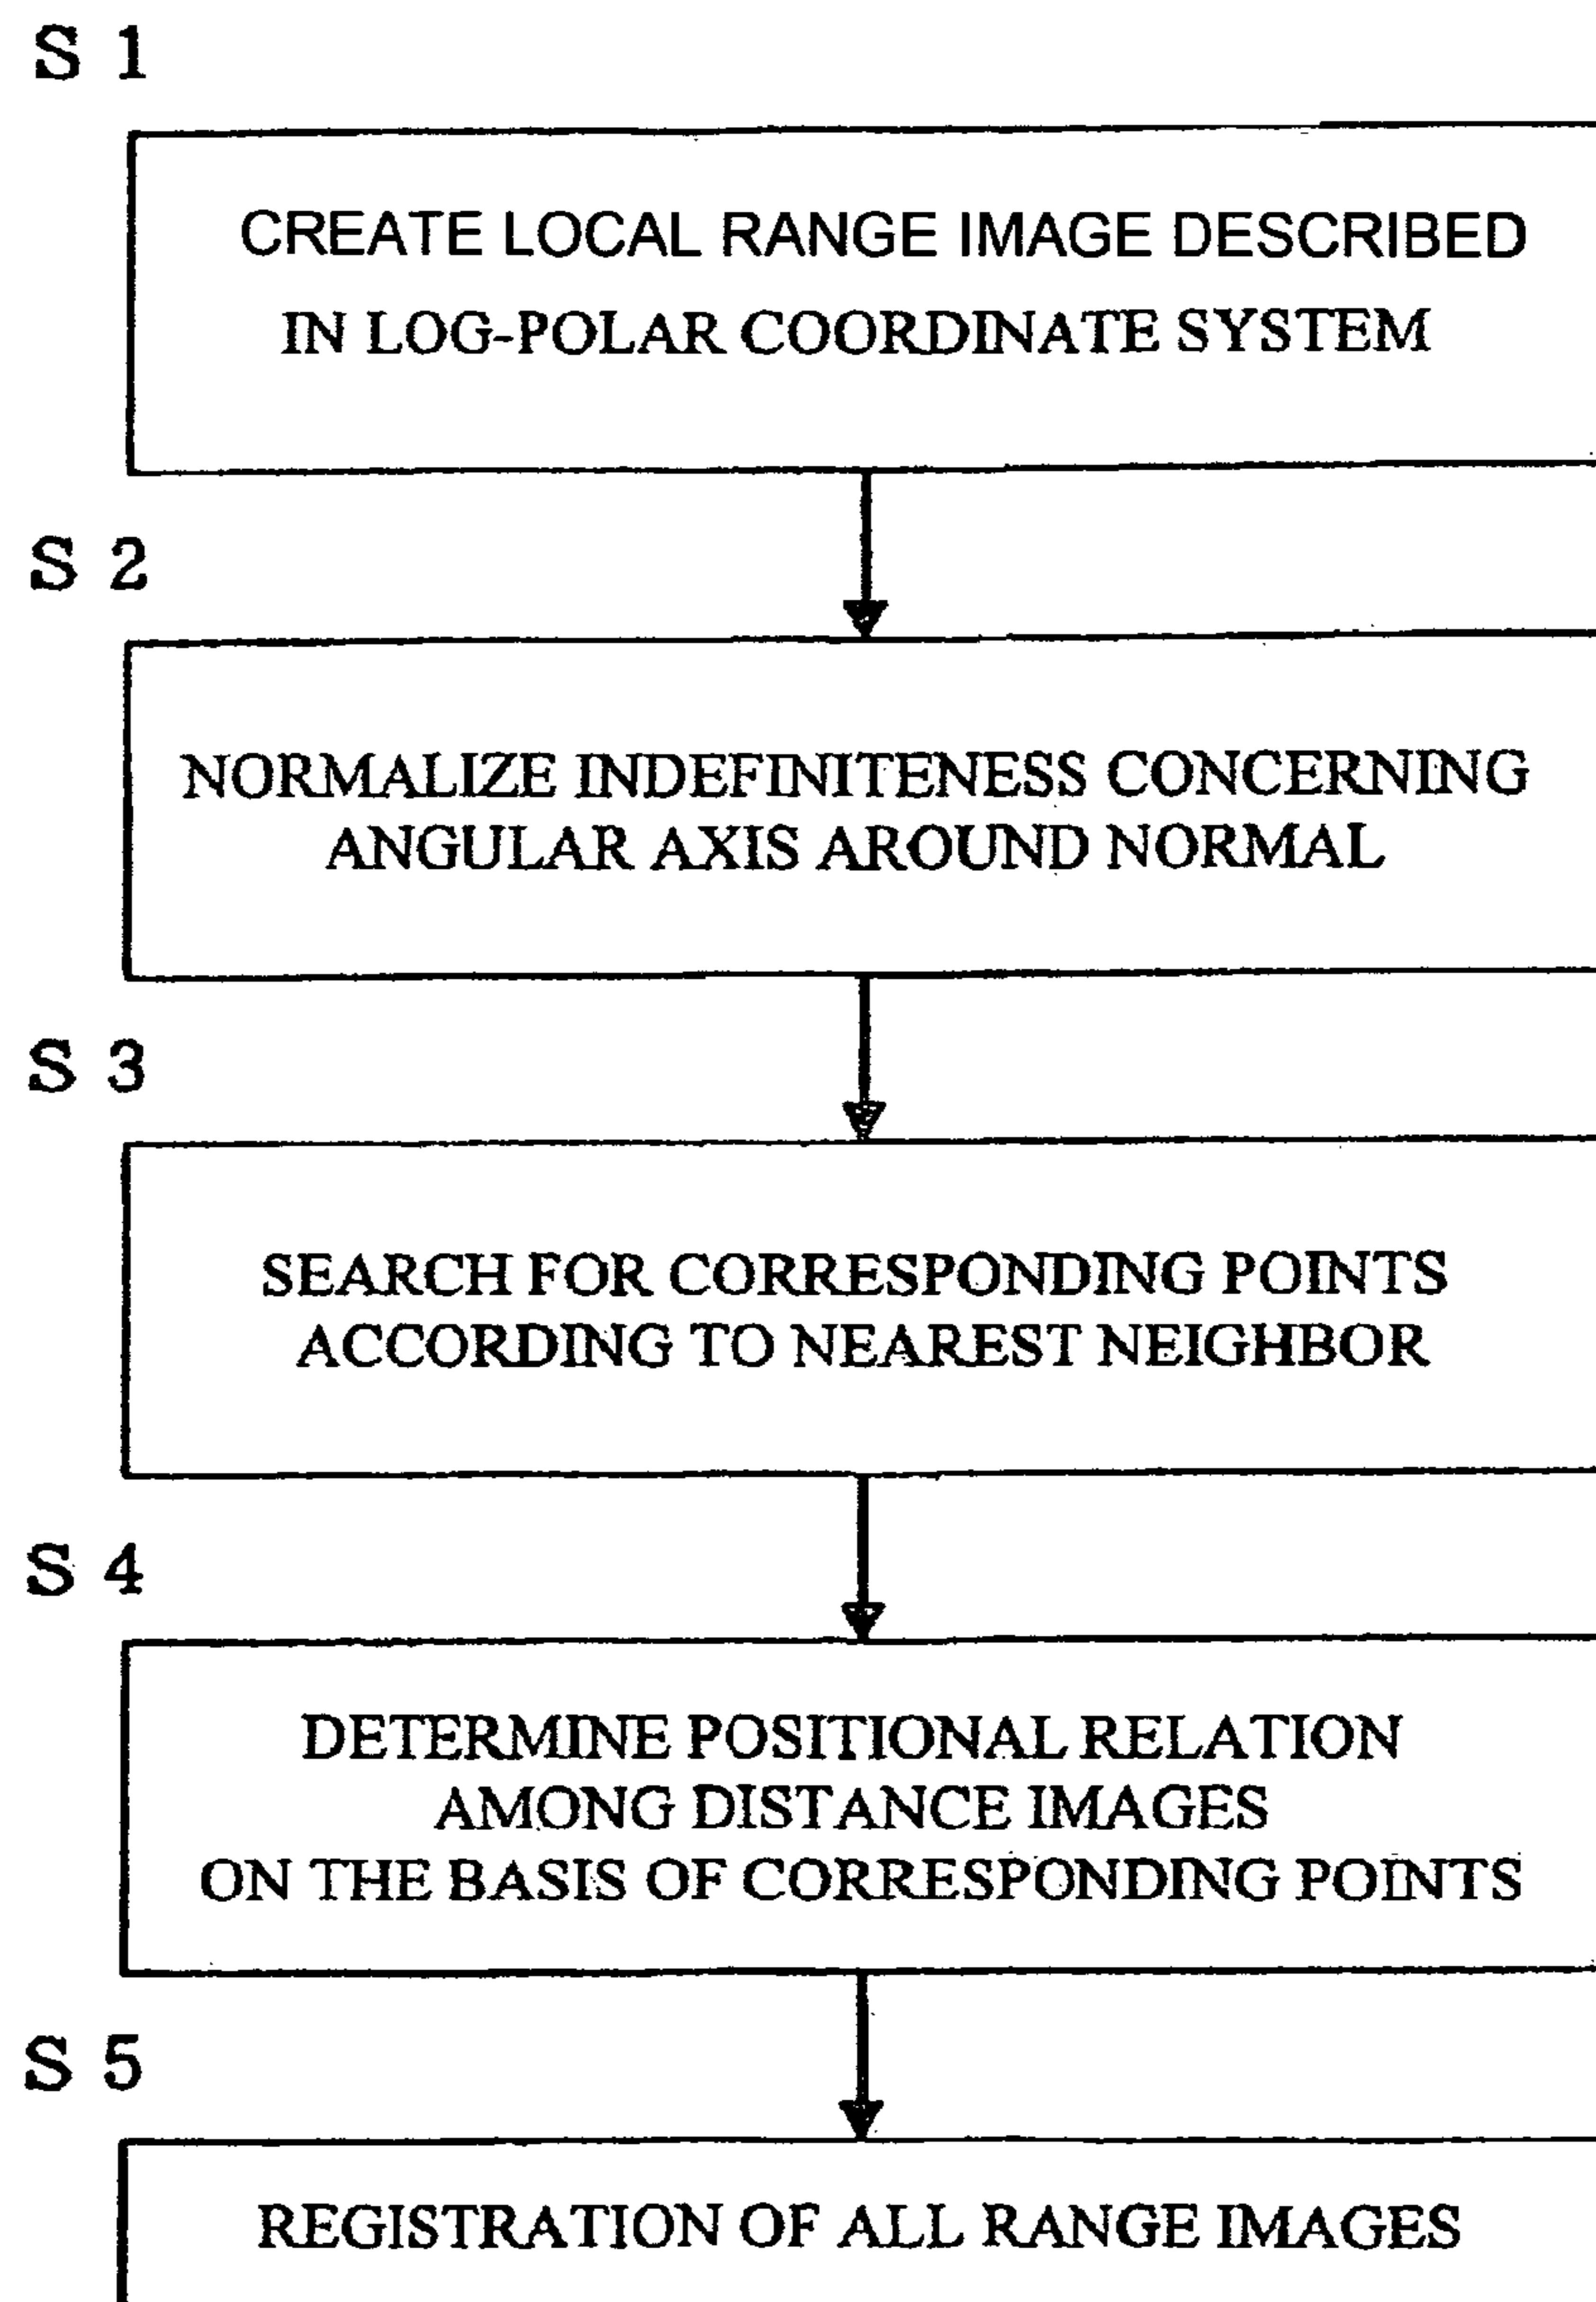 S 1
CREATE LOCAL RANGE IMAGE DESCRIBED
IN LOG-POLAR COORDINATE SYSTEM
S 2
NORMALIZE INDEFINITENESS CONCERNING
ANGULAR AXIS AROUND NORMAL
S 3
SEARCH FOR CORRESPONDING POINTS
ACCORDING TO NEAREST NEIGHBOR
S 4
DETERMINE POSITIONAL RELATION
AMONG DISTANCE IMAGES
ON THE BASIS OF CORRESPONDING POINTS
S 5
REGISTRATION OF ALL RANGE IMAGES